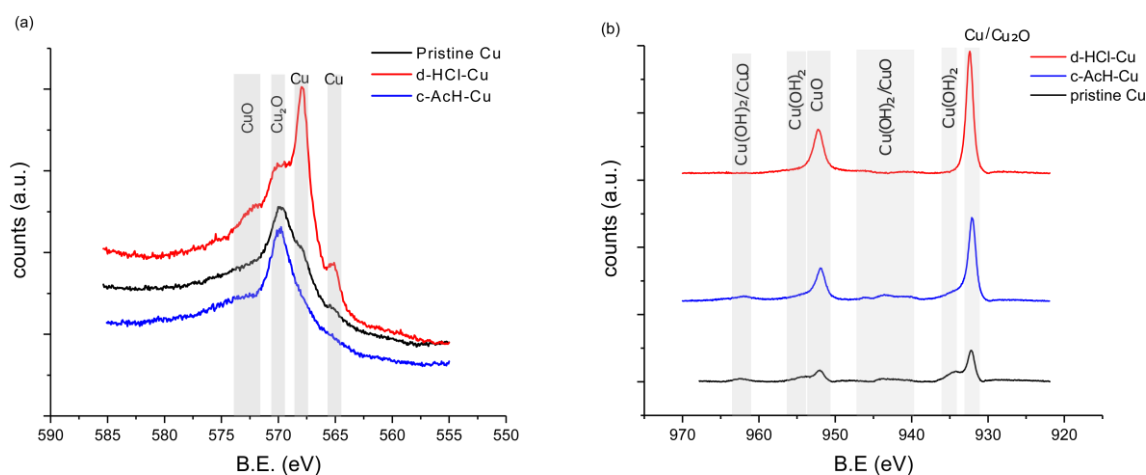 (a)
Pristine Cu
d-HCl-Cu
c-AcH-Cu
CuO
Cu₂O
Cu
Cu
counts (a.u.)
590 585 580 575 570 565 560 555 550
B.E. (eV)
(b)
Cu/Cu₂O
d-HCl-Cu
c-AcH-Cu
pristine Cu
Cu(OH)₂/CuO
Cu(OH)₂
CuO
Cu(OH)₂/CuO
Cu(OH)₂
counts (a.u.)
970 960 950 940 930 920
B.E (eV)